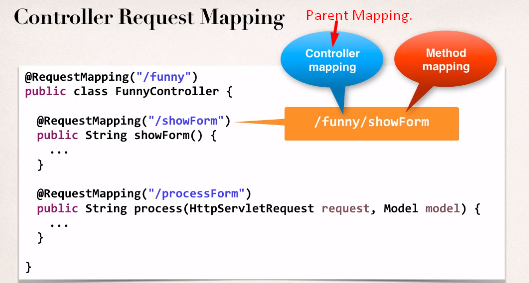 Controller Request Mapping
Parent Mapping.
Controller
mapping
Method
mapping
@RequestMapping("/funny")
public class FunnyController {
@RequestMapping("/showForm")
/funny/showForm
public String showForm() {
...
}
@RequestMapping("/processForm")
public String process(HttpServletRequest request, Model model) {
...
}
}